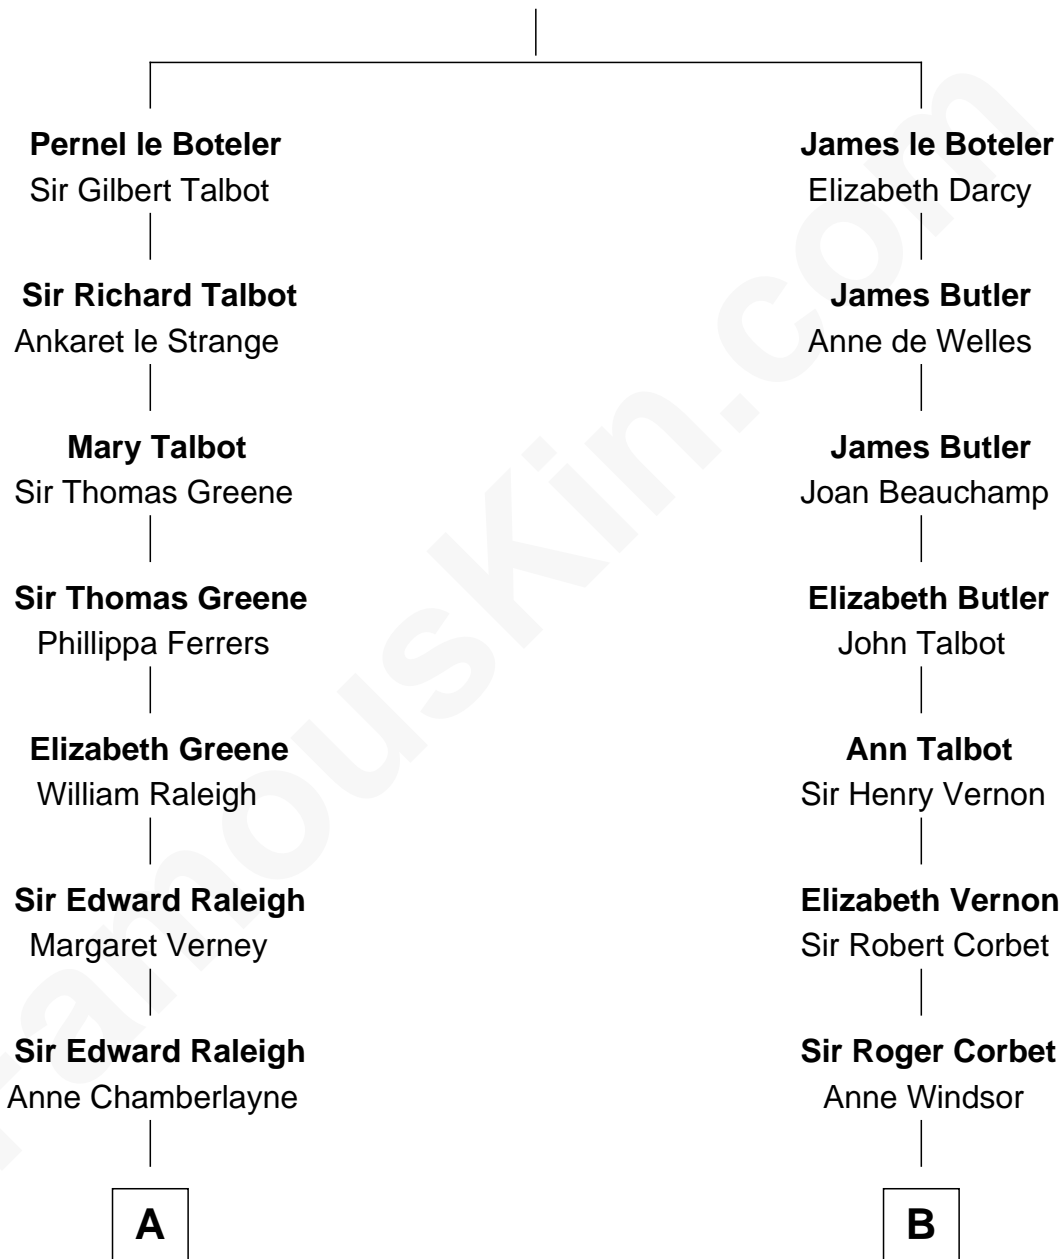 Pernel le Boteler
Sir Gilbert Talbot
Sir Richard Talbot
Ankaret le Strange
Mary Talbot
Sir Thomas Greene
Sir Thomas Greene
Phillippa Ferrers
Elizabeth Greene
William Raleigh
Sir Edward Raleigh
Margaret Verney
Sir Edward Raleigh
Anne Chamberlayne
A
James le Boteler
Elizabeth Darcy
James Butler
Anne de Welles
James Butler
Joan Beauchamp
Elizabeth Butler
John Talbot
Ann Talbot
Sir Henry Vernon
Elizabeth Vernon
Sir Robert Corbet
Sir Roger Corbet
Anne Windsor
B
FamousKin.com